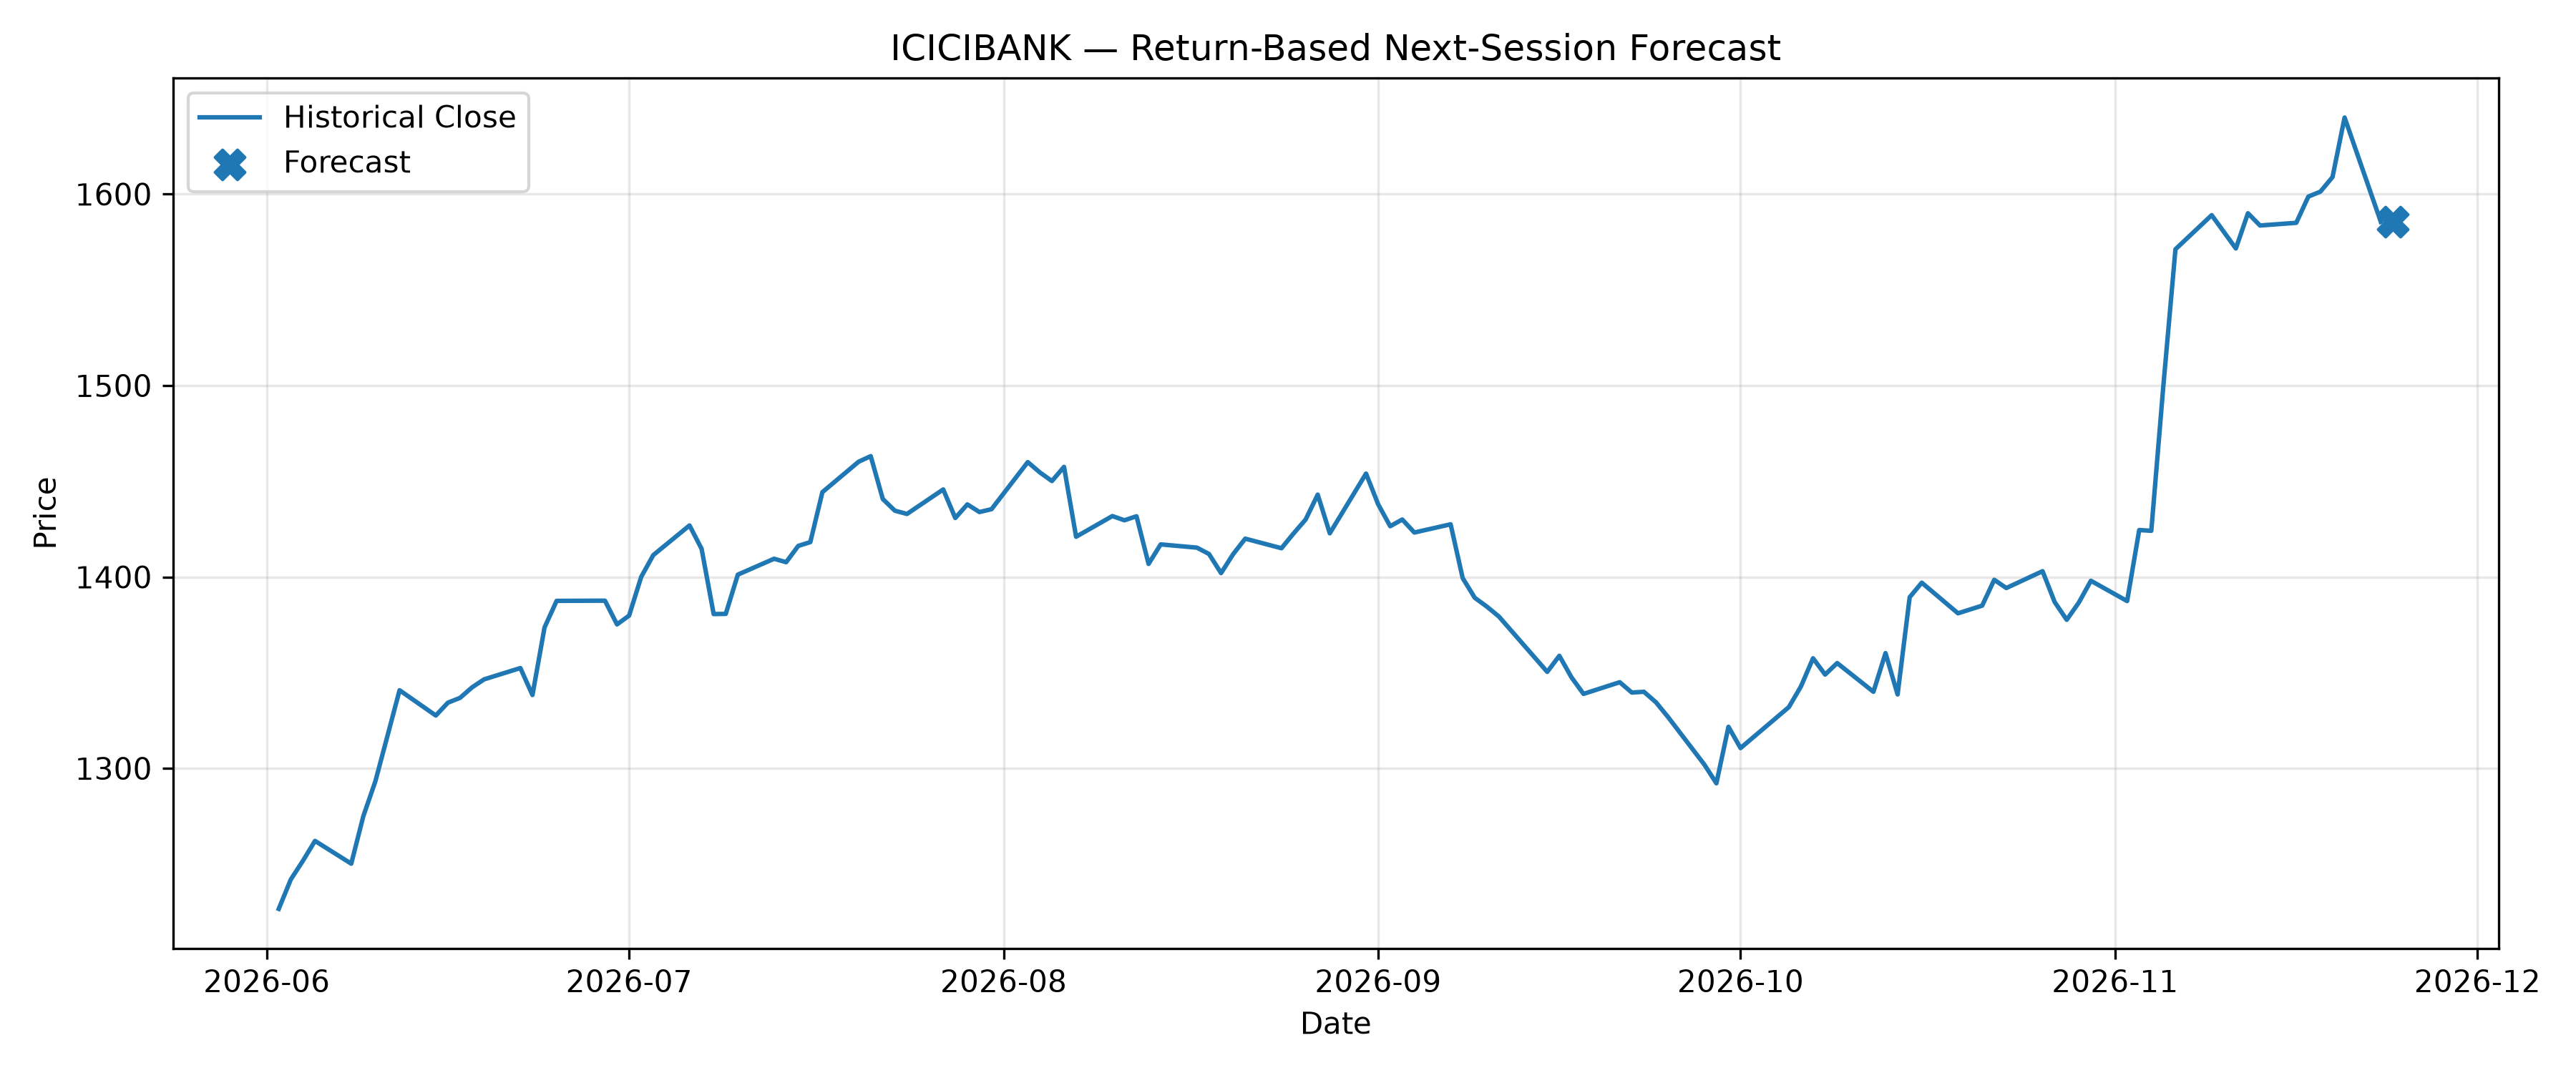 ICICIBANK — Return-Based Next-Session Forecast
Historical Close
Forecast
1600
1500
1400
1300
Price
2026-06 2026-07 2026-08 2026-09 2026-10 2026-11 2026-12
Date